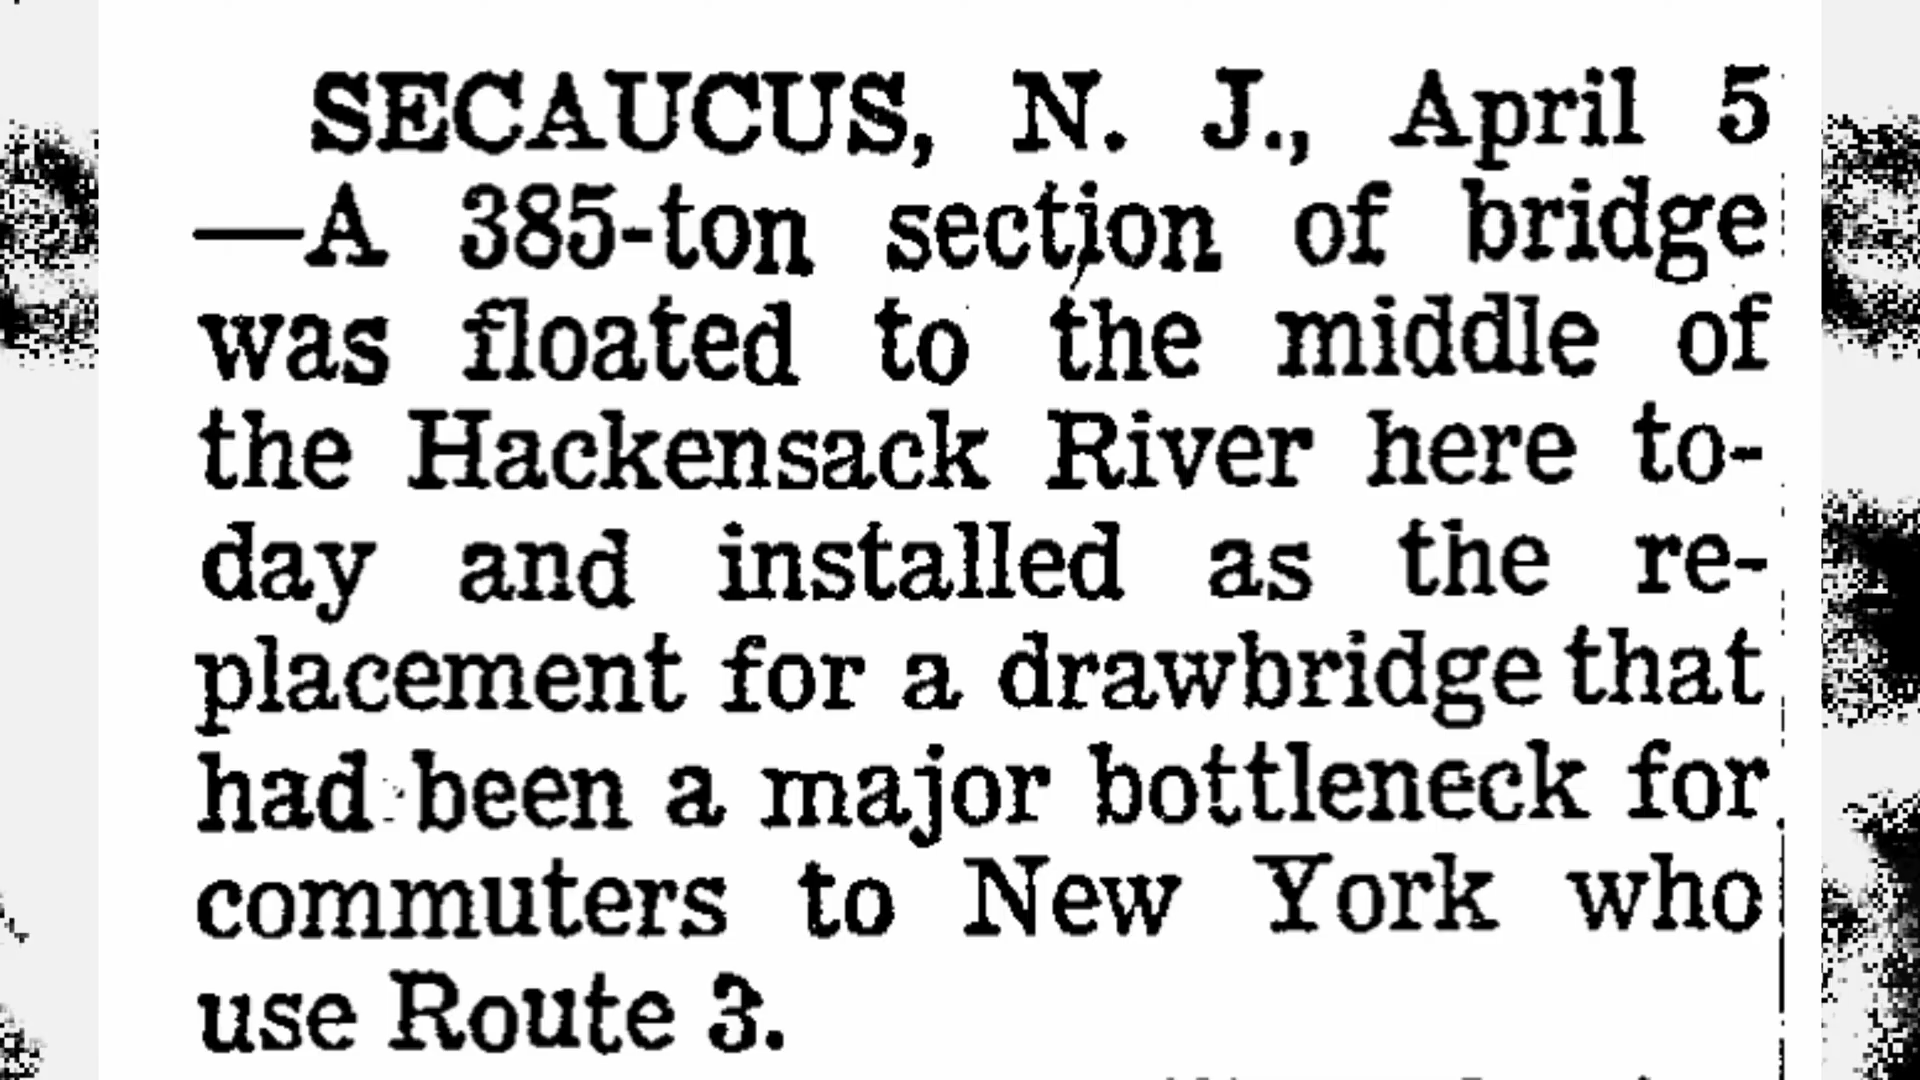 SECAUCUS, N. J., April 5
—A 385-ton section of bridge
was floated to the middle of
the Hackensack River here to-
day and installed as the re-
placement for a drawbridge that
had been a major bottleneck for
commuters to New York who
use Route 3.